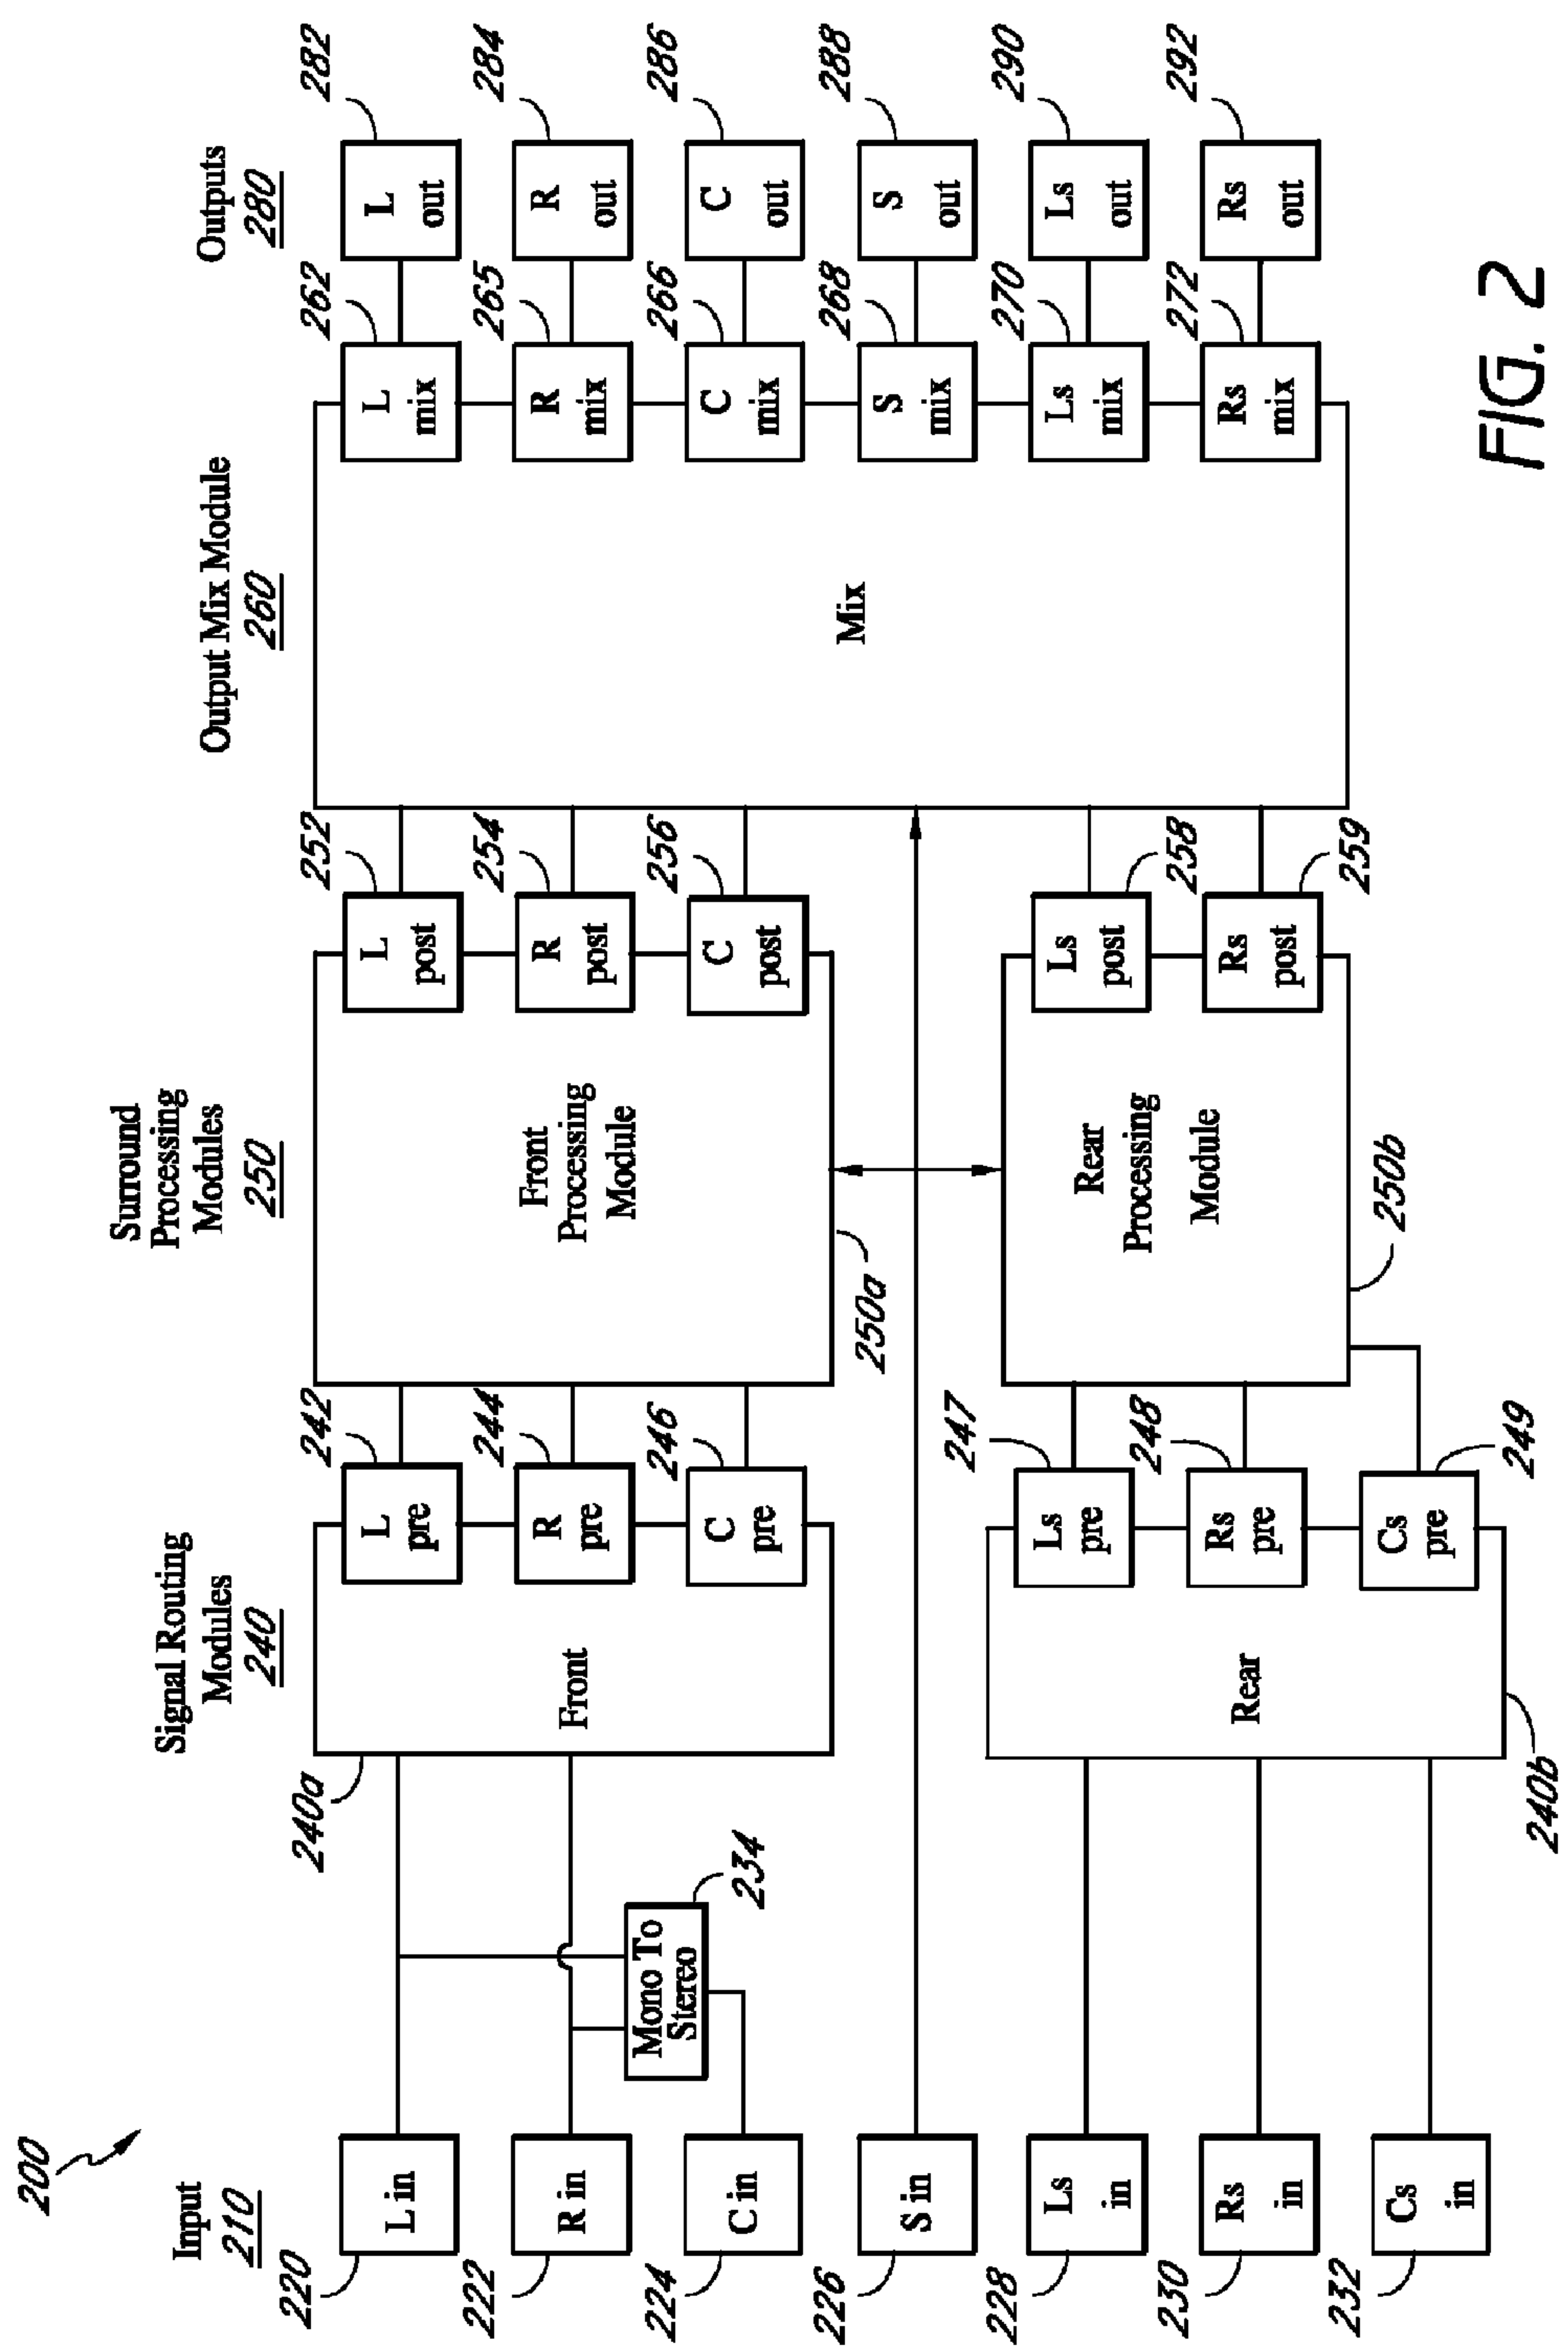 200
Input
210
220
L in
222
R in
224
C in
226
S in
228
Ls
in
230
Rs
in
232
Cs
in
Mono To
Stereo
234
Signal Routing
Modules
240
240a
Front
L
pre
242
R
pre
244
C
pre
246
240b
Rear
Ls
pre
247
Rs
pre
248
Cs
pre
249
Surround
Processing
Modules
250
Front
Processing
Module
250a
L
post
252
R
post
254
C
post
256
Rear
Processing
Module
250b
Ls
post
258
Rs
post
259
Output Mix Module
260
Mix
L
mix
262
R
mix
265
C
mix
266
S
mix
268
Ls
mix
270
Rs
mix
272
Outputs
280
L
out
282
R
out
284
C
out
286
S
out
288
Ls
out
290
Rs
out
292
FIG. 2